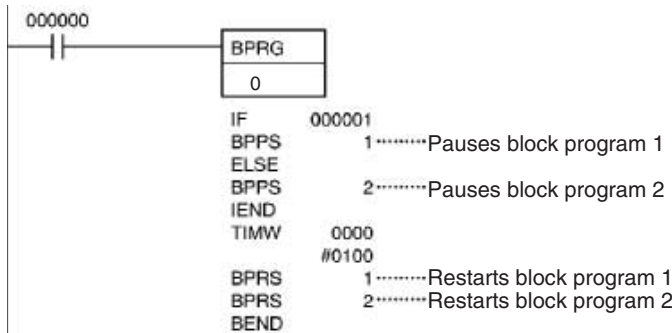 000000
BPRG
0
IF 000001
BPPS 1 Pauses block program 1
ELSE
BPPS 2 Pauses block program 2
IEND
TIMW 0000
#0100
BPRS 1 Restarts block program 1
BPRS 2 Restarts block program 2
BEND